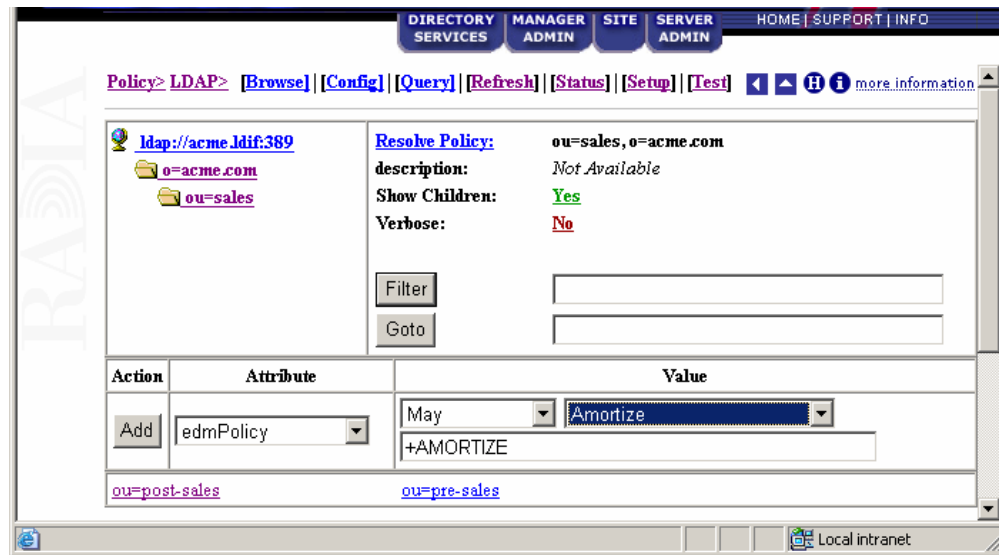 DIRECTORY SERVICES MANAGER ADMIN SITE SERVER ADMIN HOME | SUPPORT | INFO
Policy> LDAP> [Browse] | [Config] | [Query] | [Refresh] | [Status] | [Setup] | [Test] H i more information
RADIA
ldap://acme.ldif:389
o=acme.com
ou=sales
Resolve Policy: ou=sales, o=acme.com
description: Not Available
Show Children: Yes
Verbose: No
Filter
Goto
Action Attribute Value
Add edmPolicy May Amortize
+AMORTIZE
ou=post-sales ou=pre-sales
Local intranet